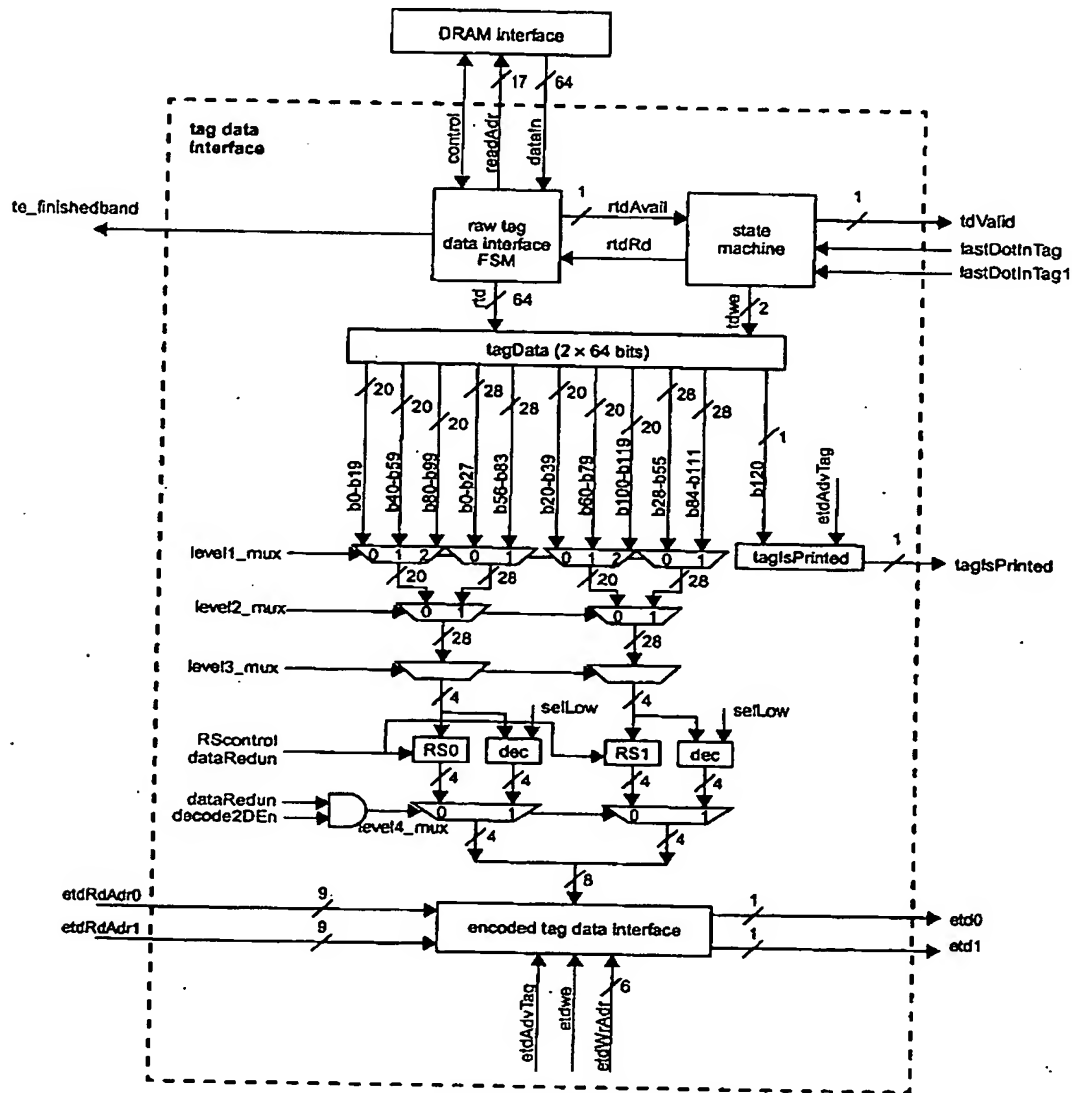 DRAM interface
17
64
control
readAdr
dataIn
tag data
interface
te_finishedband
raw tag
data interface
FSM
1
rtdAvail
rtdRd
state
machine
1
tdValid
lastDotInTag
lastDotInTag1
rtd
64
tdwe
2
tagData (2 × 64 bits)
20
20
20
28
28
20
20
20
28
28
1
b0-b19
b40-b59
b80-b99
b0-b27
b56-b83
b20-b39
b60-b79
b100-b119
b28-b55
b84-b111
b120
etdAdvTag
level1_mux
0 1 2
0 1
0 1 2
0 1
tagIsPrinted
1
tagIsPrinted
20
28
20
28
level2_mux
0 1
0 1
28
28
level3_mux
4
4
selLow
selLow
RScontrol
dataRedun
RS0
dec
RS1
dec
4
4
4
4
dataRedun
decode2DEn
level4_mux
0 1
0 1
4
4
8
etdRdAdr0
9
etdRdAdr1
9
encoded tag data interface
1
etd0
1
etd1
6
etdAdvTag
etdwe
etdWrAdr